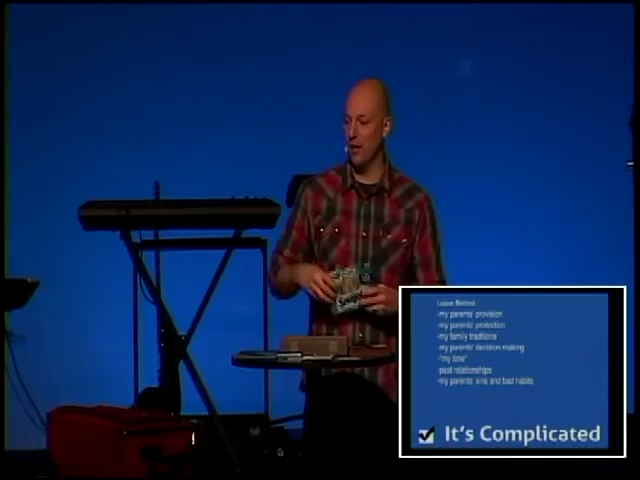 Leave Behind
-my parents' provision
-my parents' protection
-my family traditions
-my parents' decision making
-"my time"
-past relationships
-my parents' sins and bad habits
It's Complicated